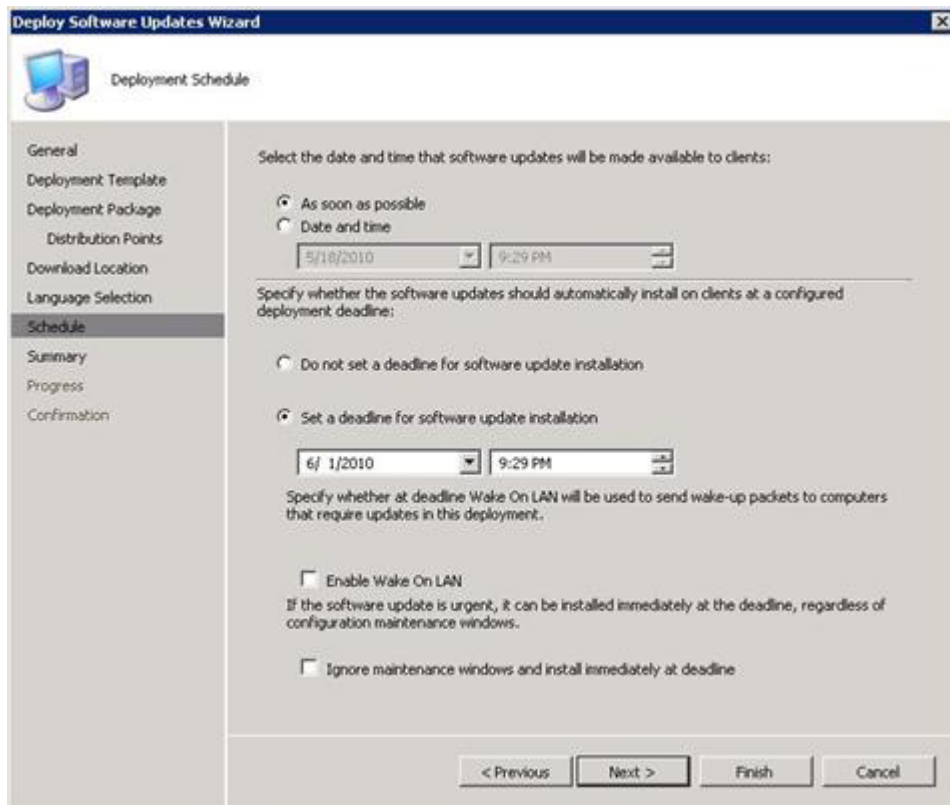 Deploy Software Updates Wizard
Deployment Schedule
General
Deployment Template
Deployment Package
Distribution Points
Download Location
Language Selection
Schedule
Summary
Progress
Confirmation
Select the date and time that software updates will be made available to clients:
As soon as possible
Date and time
5/18/2010 9:29 PM
Specify whether the software updates should automatically install on clients at a configured
deployment deadline:
Do not set a deadline for software update installation
Set a deadline for software update installation
6/ 1/2010 9:29 PM
Specify whether at deadline Wake On LAN will be used to send wake-up packets to computers
that require updates in this deployment.
Enable Wake On LAN
If the software update is urgent, it can be installed immediately at the deadline, regardless of
configuration maintenance windows.
Ignore maintenance windows and install immediately at deadline
< Previous Next > Finish Cancel